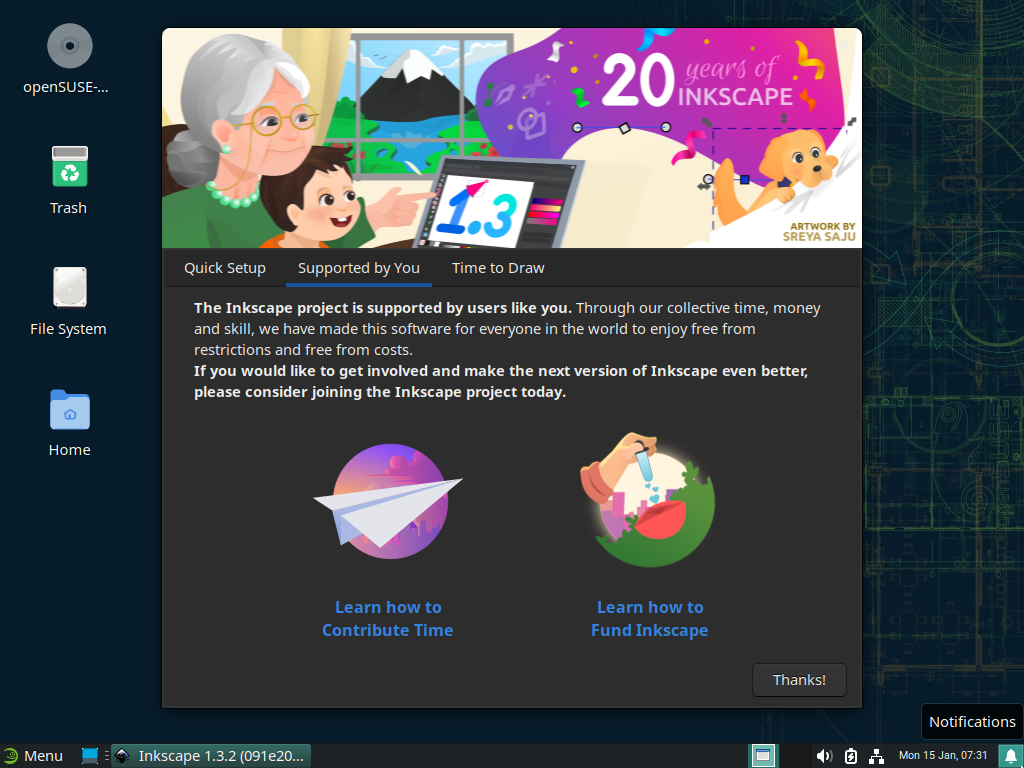 openSUSE-...
Trash
File System
Home
20 years of
INKSCAPE
1.3
ARTWORK BY
SREYA SAJU
Quick Setup
Supported by You
Time to Draw
The Inkscape project is supported by users like you. Through our collective time, money
and skill, we have made this software for everyone in the world to enjoy free from
restrictions and free from costs.
If you would like to get involved and make the next version of Inkscape even better,
please consider joining the Inkscape project today.
Learn how to
Contribute Time
Learn how to
Fund Inkscape
Thanks!
Notifications
Menu
Inkscape 1.3.2 (091e20...
Mon 15 Jan, 07:31